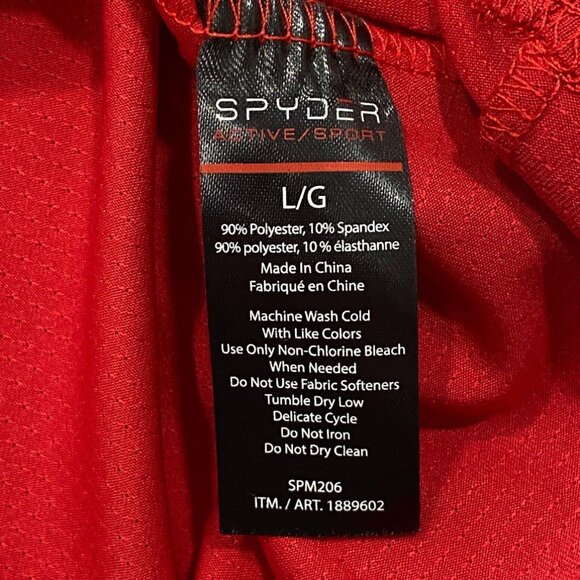 SPYDER
ACTIVE/SPORT
L/G
90% Polyester, 10% Spandex
90% polyester, 10 % élasthanne
Made In China
Fabriqué en Chine
Machine Wash Cold
With Like Colors
Use Only Non-Chlorine Bleach
When Needed
Do Not Use Fabric Softeners
Tumble Dry Low
Delicate Cycle
Do Not Iron
Do Not Dry Clean
SPM206
ITM. / ART. 1889602